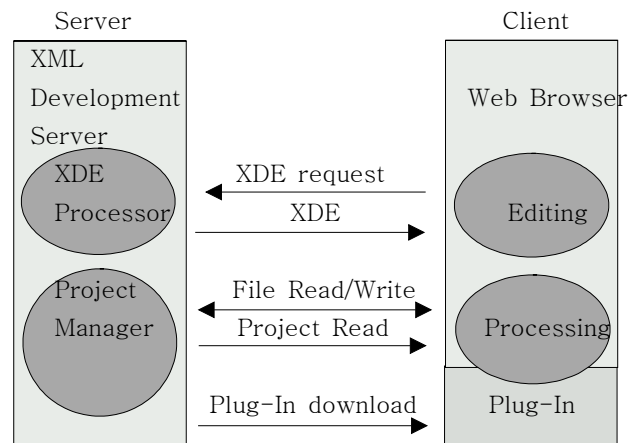 Server
Client
XML
Development
Server
Web Browser
XDE
Processor
XDE request
XDE
Editing
Project
Manager
File Read/Write
Project Read
Processing
Plug-In download
Plug-In